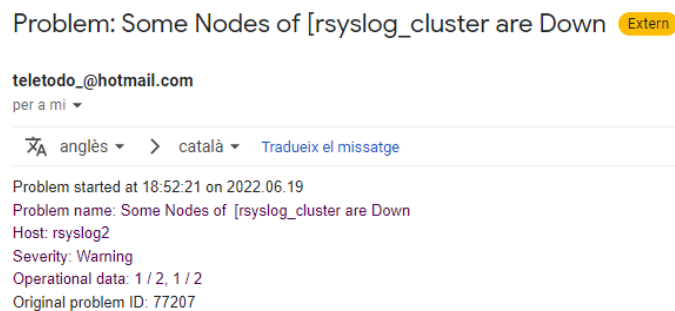 Problem: Some Nodes of [rsyslog_cluster are Down Extern
teletodo_@hotmail.com
per a mi
anglès > català Tradueix el missatge
Problem started at 18:52:21 on 2022.06.19
Problem name: Some Nodes of [rsyslog_cluster are Down
Host: rsyslog2
Severity: Warning
Operational data: 1 / 2, 1 / 2
Original problem ID: 77207